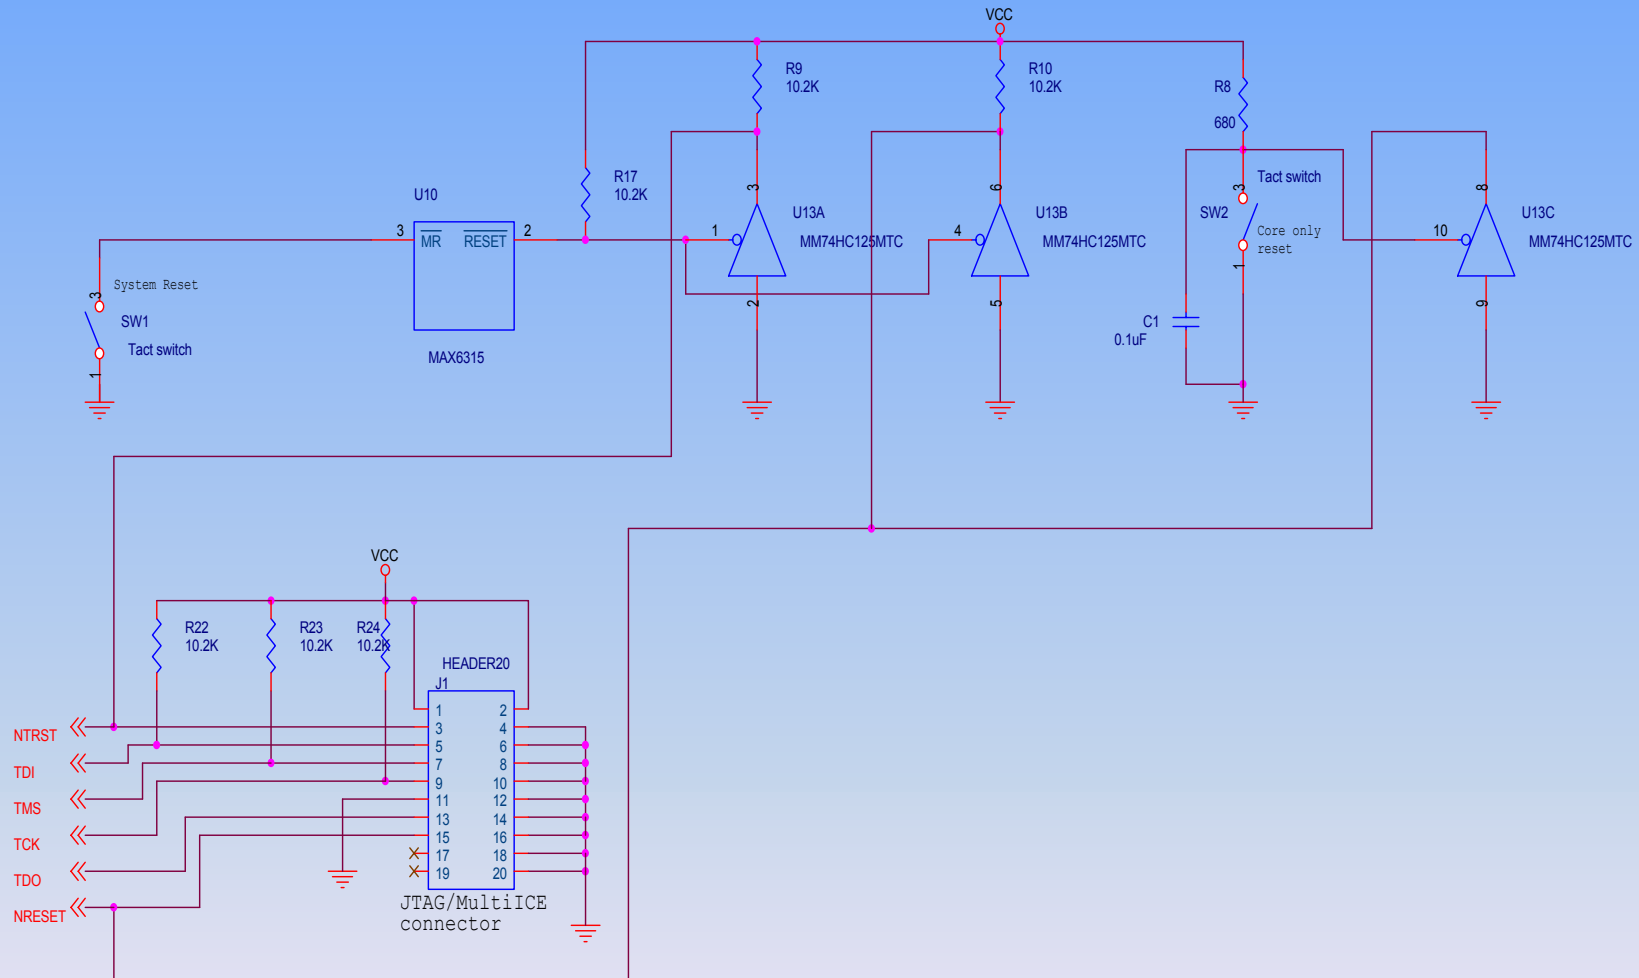 VCC
R9
10.2K
R10
10.2K
R8
680
R17
10.2K
U10
3
MR
RESET
2
MAX6315
System Reset
3
SW1
Tact switch
1
3
1
U13A
MM74HC125MTC
2
6
4
U13B
MM74HC125MTC
5
Tact switch
3
SW2
Core only
reset
1
C1
0.1uF
8
10
U13C
MM74HC125MTC
9
VCC
R22
10.2K
R23
10.2K
R24
10.2K
HEADER20
J1
1 2
3 4
5 6
7 8
9 10
11 12
13 14
15 16
17 18
19 20
NTRST
TDI
TMS
TCK
TDO
NRESET
JTAG/MultiICE
connector